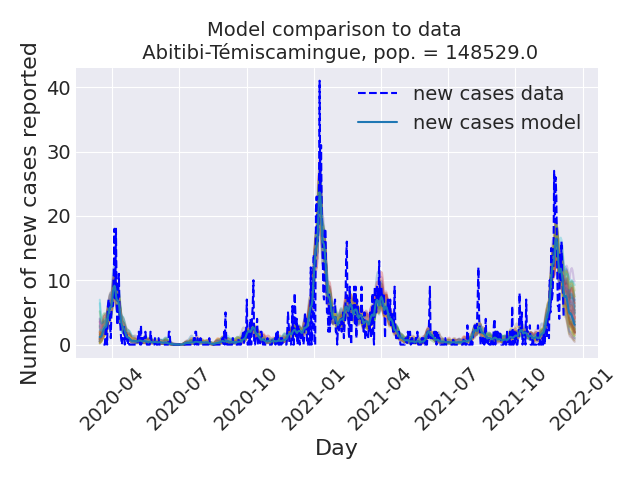 Model comparison to data
Abitibi-Témiscamingue, pop. = 148529.0
new cases data
new cases model
Number of new cases reported
40
30
20
10
0
2020-04
2020-07
2020-10
2021-01
2021-04
2021-07
2021-10
2022-01
Day